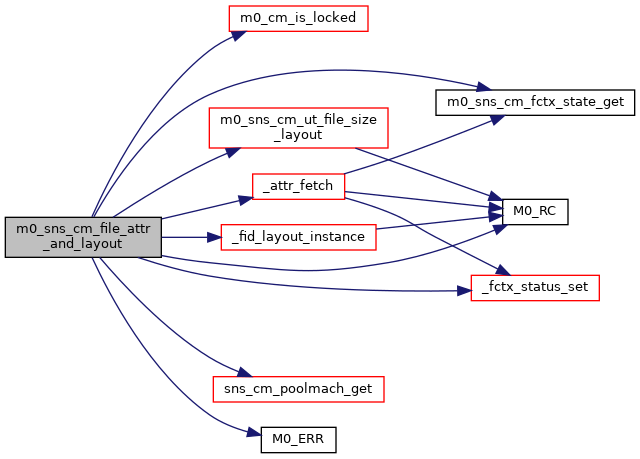 m0_cm_is_locked
m0_sns_cm_fctx_state_get
m0_sns_cm_ut_file_size
_layout
_attr_fetch
M0_RC
m0_sns_cm_file_attr
_and_layout
_fid_layout_instance
_fctx_status_set
sns_cm_poolmach_get
M0_ERR